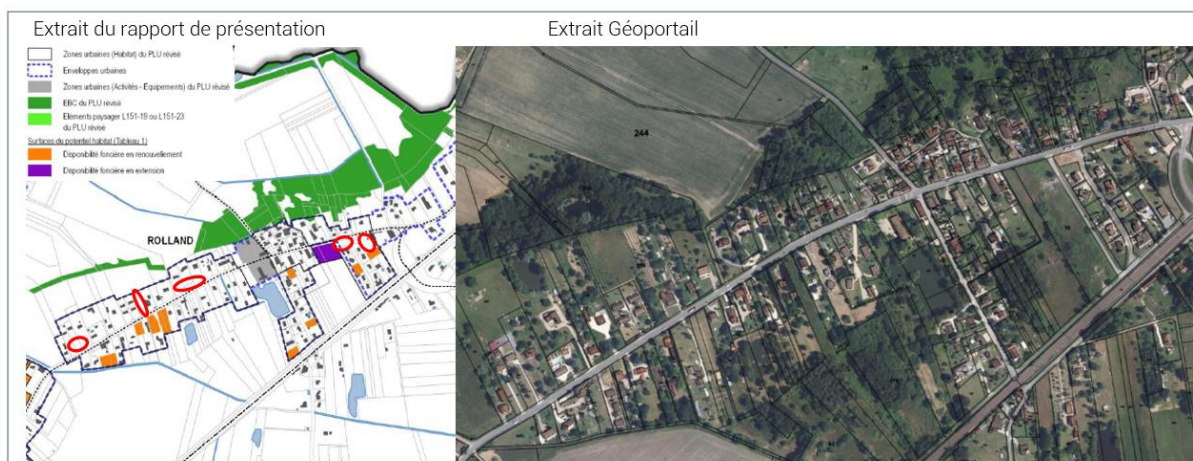 Extrait du rapport de présentation
Zones urbaines (Habitat) du PLU révisé
Enveloppes urbaines
Zones urbaines (Activités - Equipements) du PLU révisé
EBC du PLU révisé
Eléments paysager L151-19 ou L151-23
du PLU révisé
Surfaces du potentiel habitat (Tableau 1)
Disponibilité foncière en renouvellement
Disponibilité foncière en extension
ROLLAND
Extrait Géoportail
244